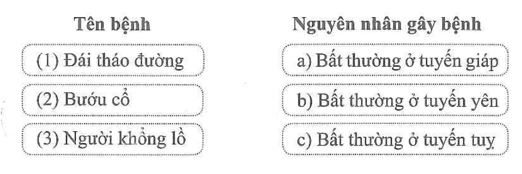 Tên bệnh
Nguyên nhân gây bệnh
(1) Đái tháo đường
a) Bất thường ở tuyến giáp
(2) Bướu cổ
b) Bất thường ở tuyến yên
(3) Người khổng lồ
c) Bất thường ở tuyến tuỵ